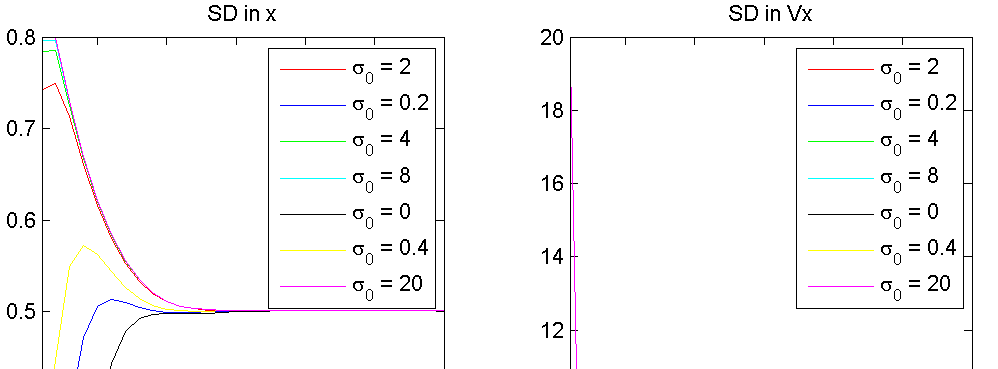 SD in x
0.8
0.7
0.6
0.5
σ0 = 2
σ0 = 0.2
σ0 = 4
σ0 = 8
σ0 = 0
σ0 = 0.4
σ0 = 20
SD in Vx
20
18
16
14
12
σ0 = 2
σ0 = 0.2
σ0 = 4
σ0 = 8
σ0 = 0
σ0 = 0.4
σ0 = 20